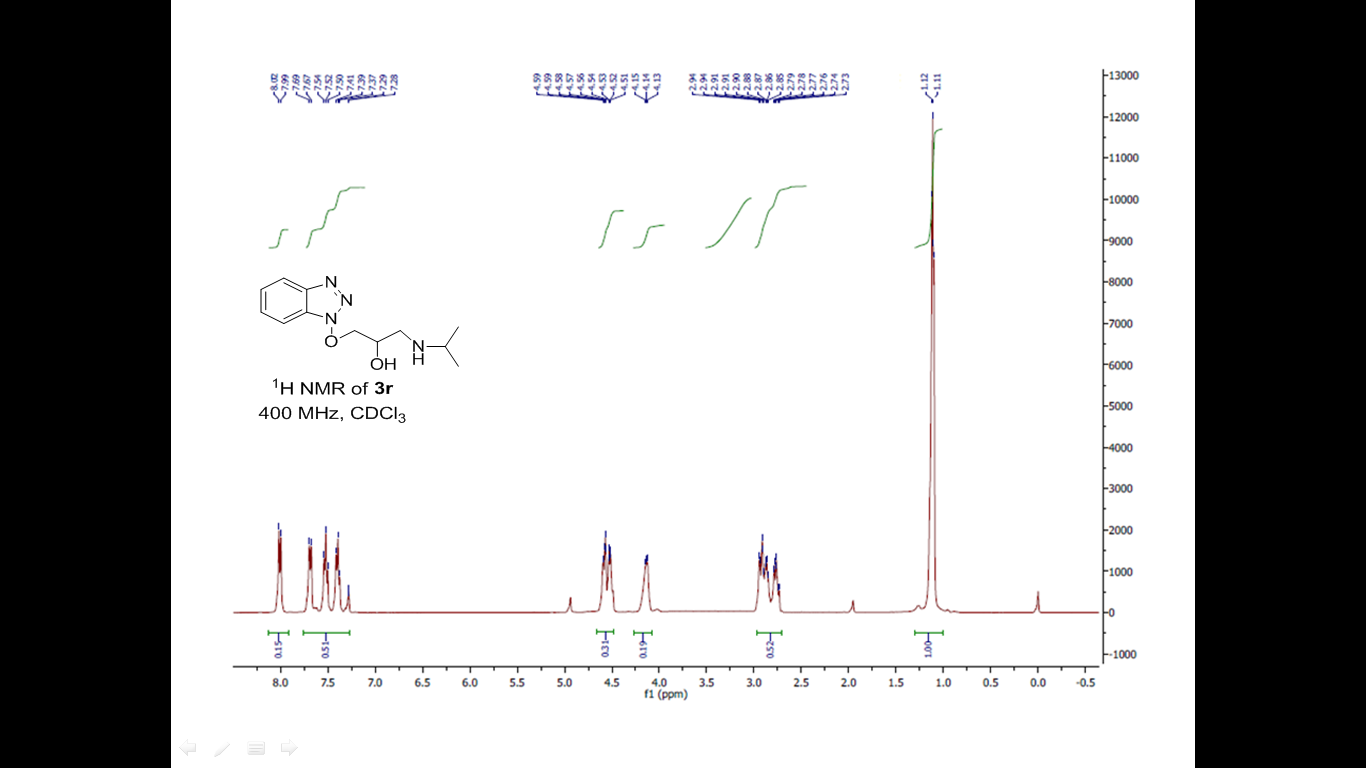 8.02 7.99 7.69 7.67 7.54 7.52 7.50 7.41 7.39 7.37 7.29 7.28 4.59 4.59 4.58 4.57 4.56 4.54 4.53 4.52 4.51 4.15 4.14 4.13 2.94 2.94 2.91 2.91 2.90 2.88 2.87 2.86 2.85 2.79 2.78 2.77 2.76 2.74 2.73 1.12 1.11
13000
12000
11000
10000
9000
8000
7000
6000
5000
4000
3000
2000
1000
0
-1000
N
N
N
O
N
H
OH
¹H NMR of 3r
400 MHz, CDCl₃
0.15 0.51 0.31 0.19 0.52 1.00
8.0 7.5 7.0 6.5 6.0 5.5 5.0 4.5 4.0 3.5 3.0 2.5 2.0 1.5 1.0 0.5 0.0 -0.5
f1 (ppm)